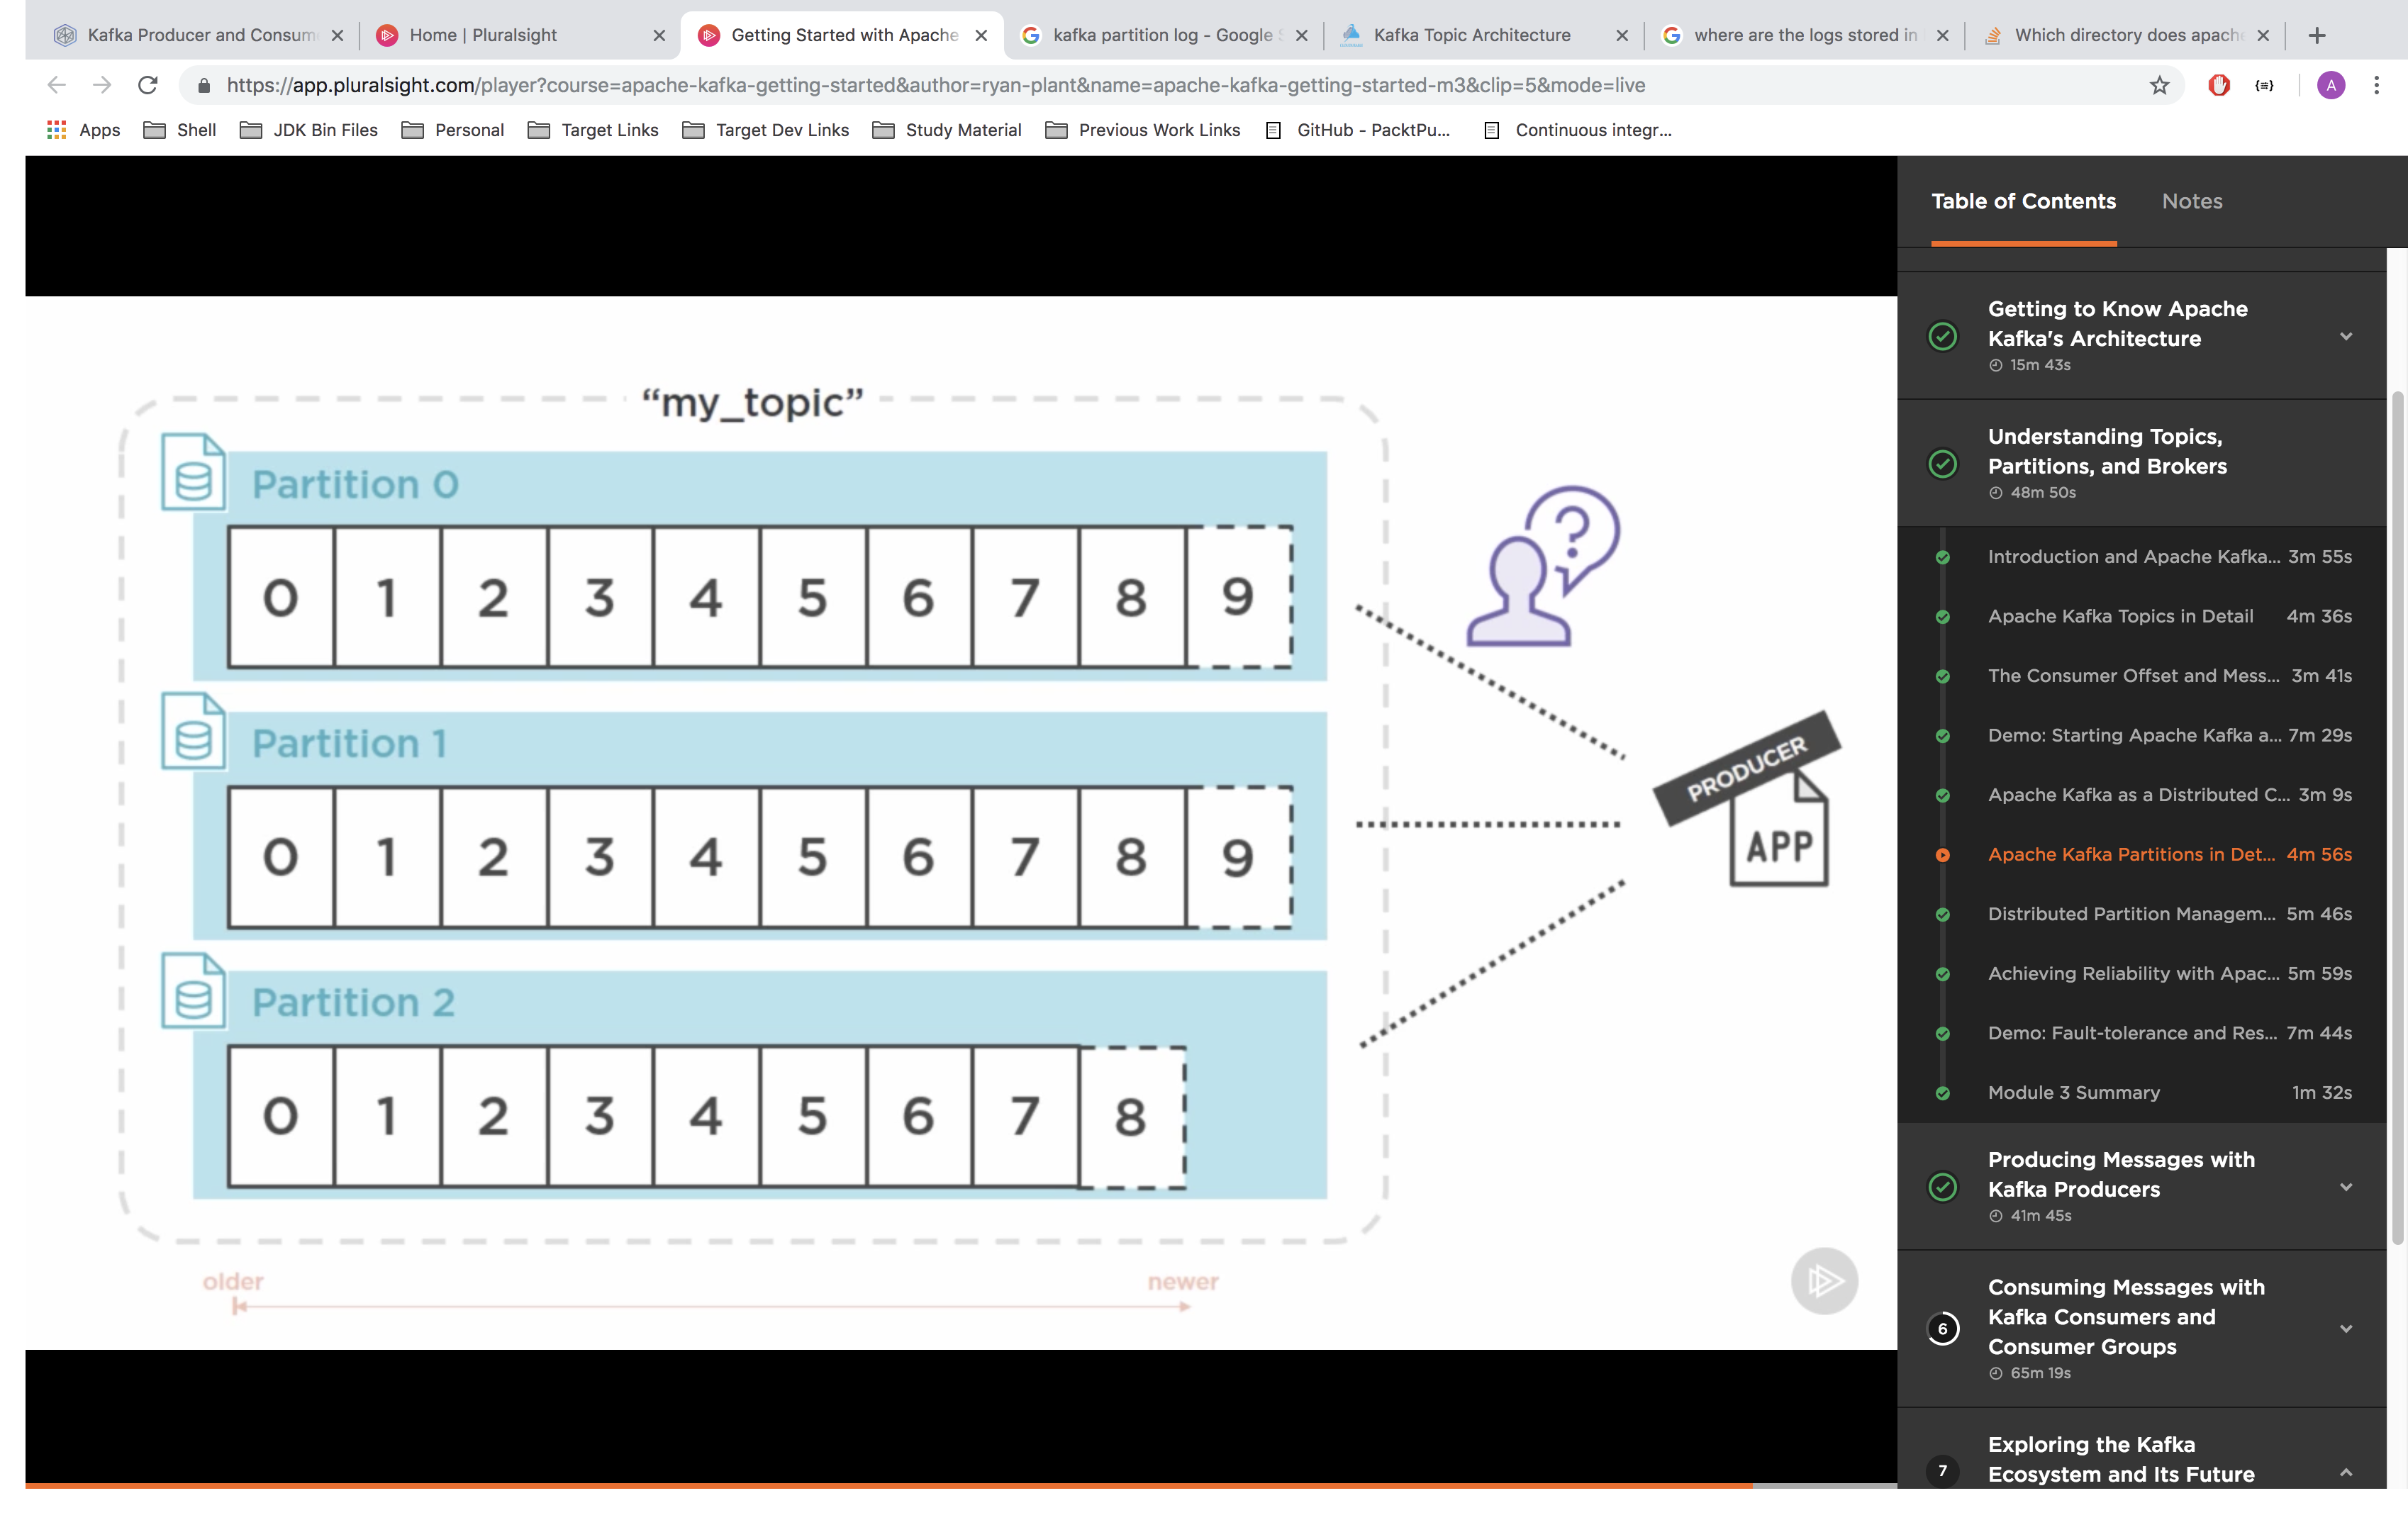 Kafka Producer and Consum
Home | Pluralsight
Getting Started with Apache
kafka partition log - Google S
Kafka Topic Architecture
where are the logs stored in
Which directory does apache
https://app.pluralsight.com/player?course=apache-kafka-getting-started&author=ryan-plant&name=apache-kafka-getting-started-m3&clip=5&mode=live
A
Apps
Shell
JDK Bin Files
Personal
Target Links
Target Dev Links
Study Material
Previous Work Links
GitHub - PacktPu...
Continuous integr...
“my_topic”
Partition 0
0 1 2 3 4 5 6 7 8 9
Partition 1
0 1 2 3 4 5 6 7 8 9
Partition 2
0 1 2 3 4 5 6 7 8
older
newer
?
PRODUCER
APP
Table of Contents
Notes
Getting to Know Apache
Kafka's Architecture
15m 43s
Understanding Topics,
Partitions, and Brokers
48m 50s
Introduction and Apache Kafka... 3m 55s
Apache Kafka Topics in Detail 4m 36s
The Consumer Offset and Mess... 3m 41s
Demo: Starting Apache Kafka a... 7m 29s
Apache Kafka as a Distributed C... 3m 9s
Apache Kafka Partitions in Det... 4m 56s
Distributed Partition Managem... 5m 46s
Achieving Reliability with Apac... 5m 59s
Demo: Fault-tolerance and Res... 7m 44s
Module 3 Summary 1m 32s
Producing Messages with
Kafka Producers
41m 45s
6
Consuming Messages with
Kafka Consumers and
Consumer Groups
65m 19s
7
Exploring the Kafka
Ecosystem and Its Future